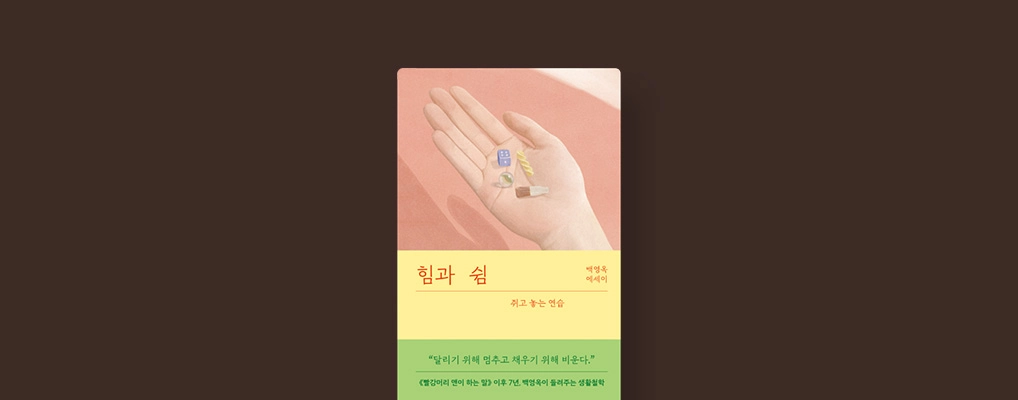 힘과 쉼
백영옥
에세이
쥐고 놓는 연습
“달리기 위해 멈추고 채우기 위해 비운다.”
《빨강머리 앤이 하는 말》 이후 7년, 백영옥이 들려주는 생활철학